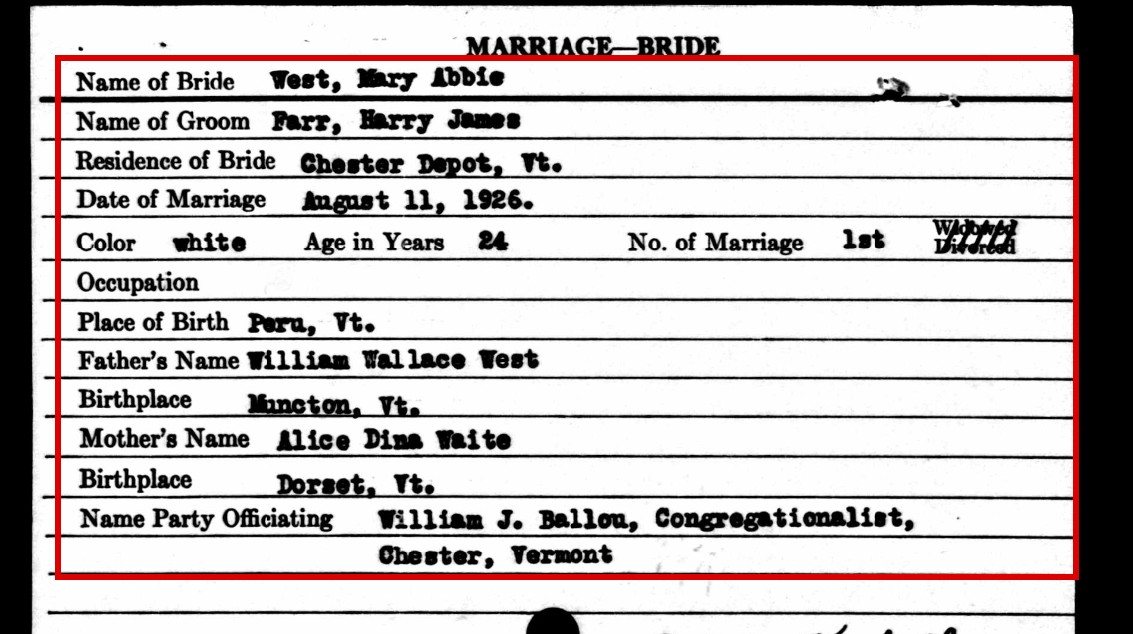 MARRIAGE—BRIDE
Name of Bride West, Mary Abbie
Name of Groom Farr, Harry James
Residence of Bride Chester Depot, Vt.
Date of Marriage August 11, 1926.
Color white Age in Years 24 No. of Marriage 1st Widowed
Divorced
Occupation
Place of Birth Peru, Vt.
Father's Name William Wallace West
Birthplace Muncton, Vt.
Mother's Name Alice Dina Waite
Birthplace Dorset, Vt.
Name Party Officiating William J. Ballou, Congregationalist,
Chester, Vermont